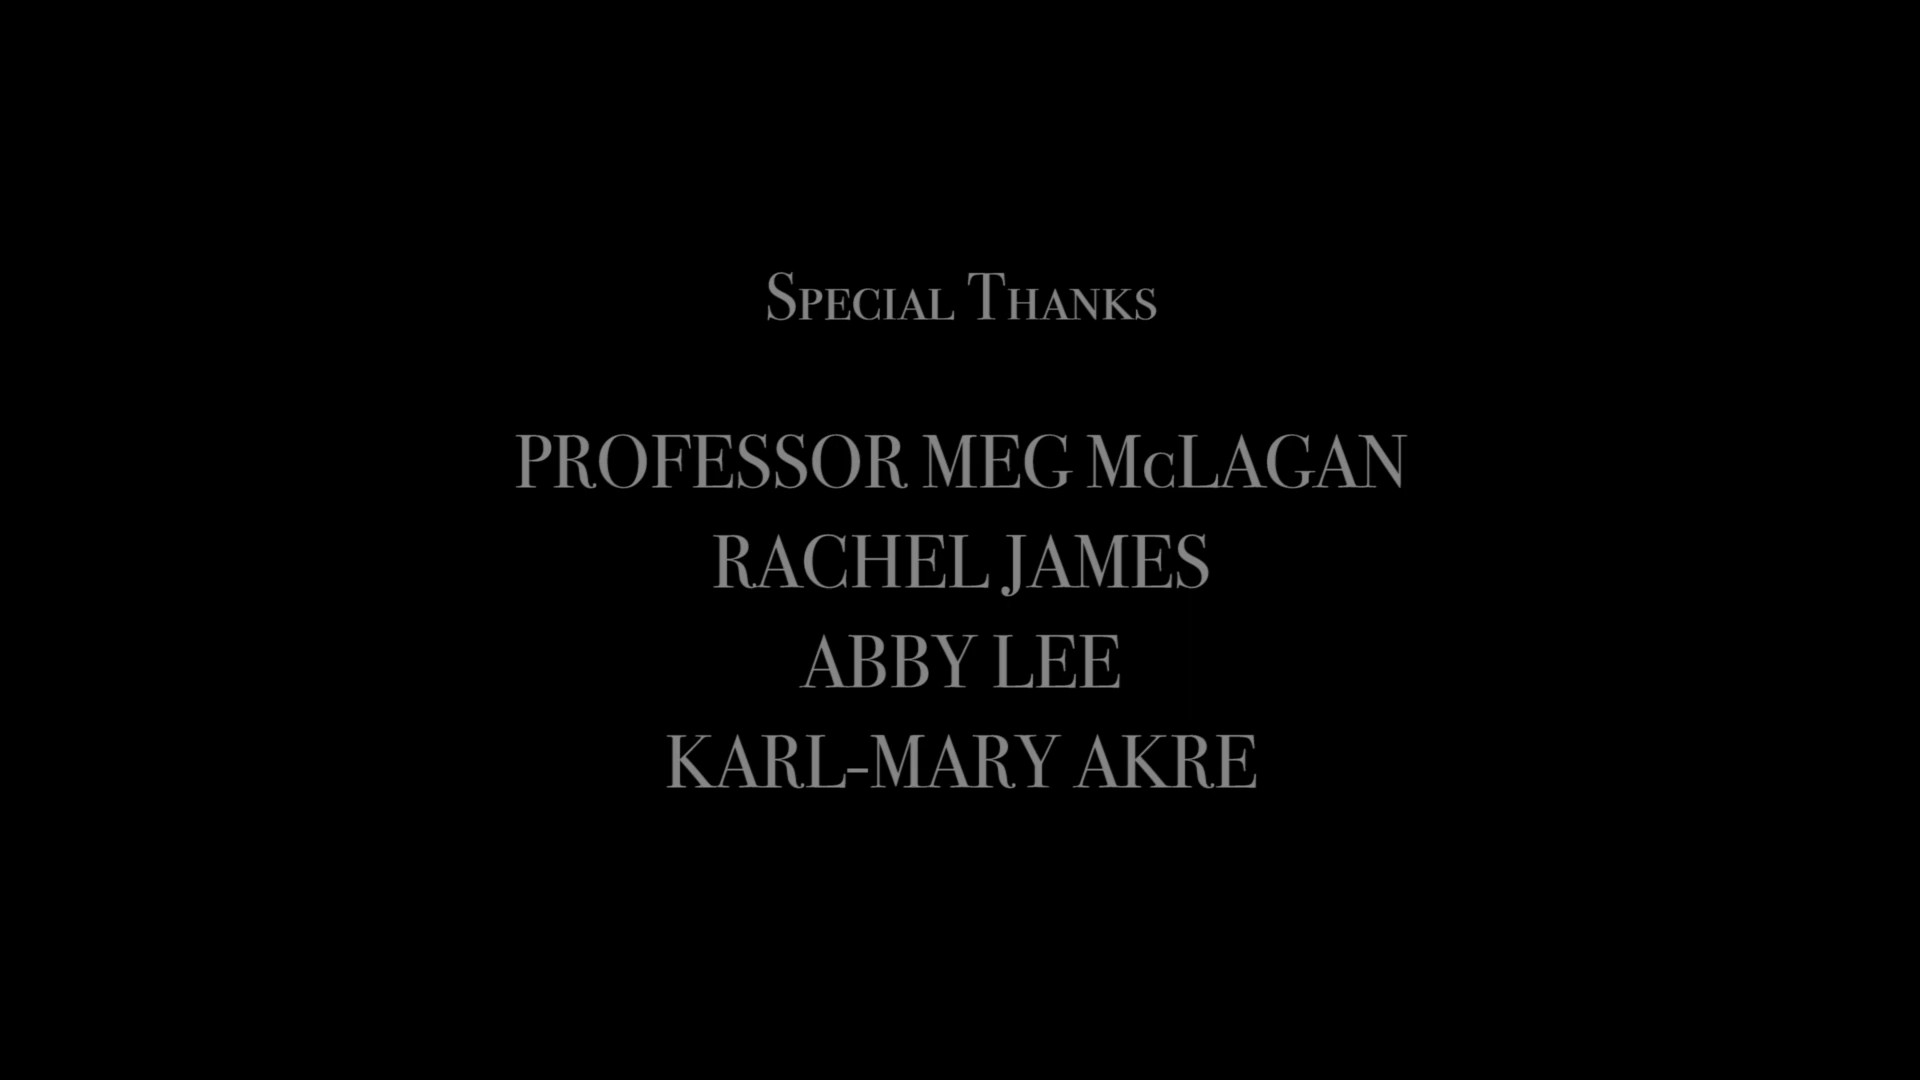 Special Thanks
PROFESSOR MEG McLAGAN
RACHEL JAMES
ABBY LEE
KARL-MARY AKRE